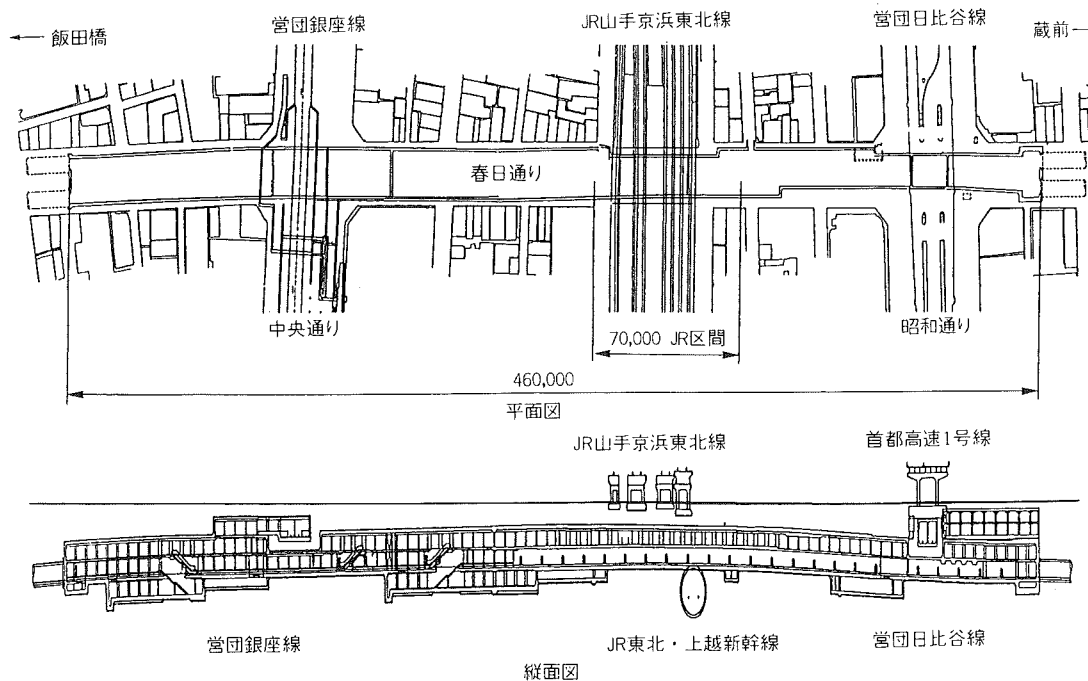 ← 飯田橋
営団銀座線
JR山手京浜東北線
営団日比谷線
蔵前 —
春日通り
中央通り
昭和通り
70,000 JR区間
460,000
平面図
JR山手京浜東北線
首都高速1号線
営団銀座線
JR東北・上越新幹線
営団日比谷線
縦面図